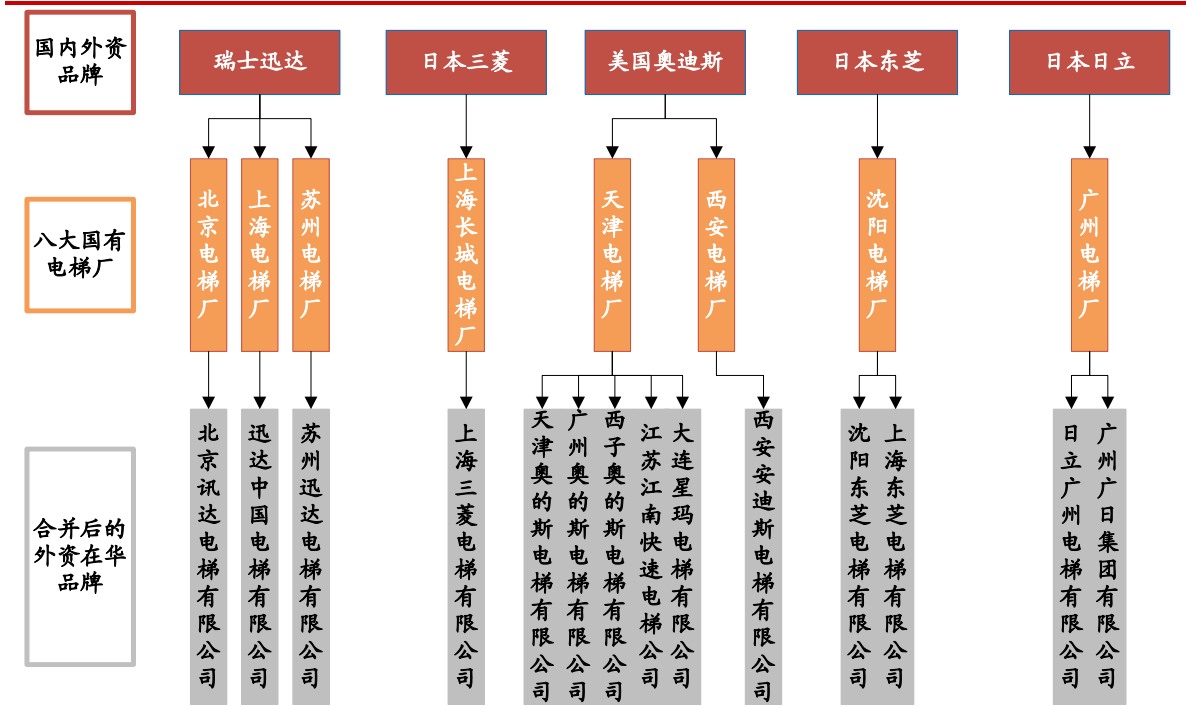 国内外资
品牌
瑞士迅达
日本三菱
美国奥迪斯
日本东芝
日本日立
八大国有
电梯厂
北京电梯厂
上海电梯厂
苏州电梯厂
上海长城电梯厂
天津电梯厂
西安电梯厂
沈阳电梯厂
广州电梯厂
合并后的
外资在华
品牌
北京讯达电梯有限公司
迅达中国电梯有限公司
苏州迅达电梯有限公司
上海三菱电梯有限公司
天津奥的斯电梯有限公司
广州奥的斯电梯有限公司
西子奥的斯电梯有限公司
江苏江南快速电梯公司
大连星玛电梯有限公司
西安安迪斯电梯有限公司
沈阳东芝电梯有限公司
上海东芝电梯有限公司
日立广州电梯有限公司
广州广日集团有限公司